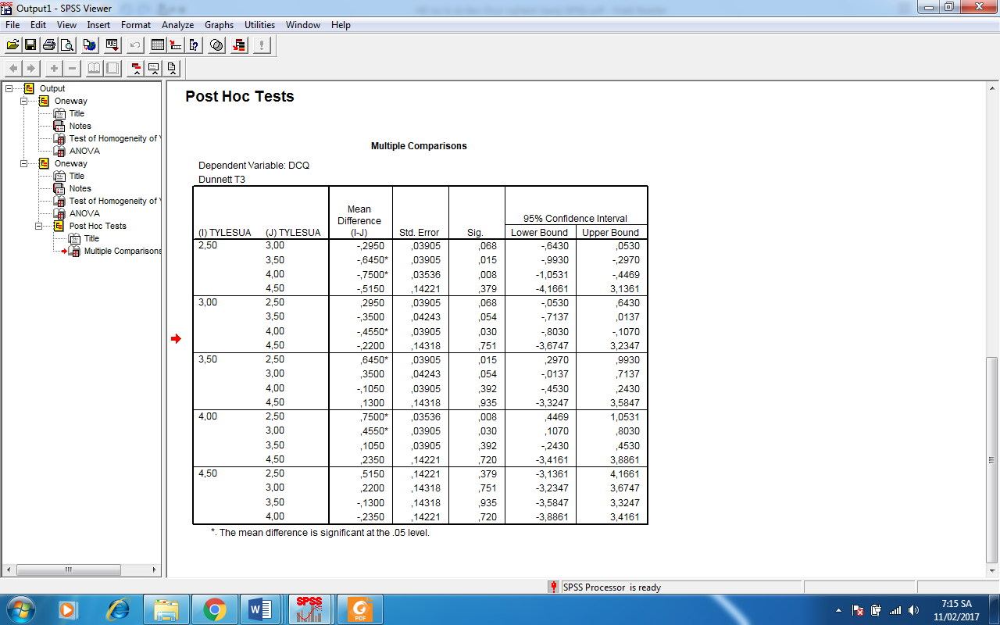 Output1 - SPSS Viewer
File Edit View Insert Format Analyze Graphs Utilities Window Help
Output
Oneway
Title
Notes
Test of Homogeneity of V
ANOVA
Oneway
Title
Notes
Test of Homogeneity of V
ANOVA
Post Hoc Tests
Title
Multiple Comparisons
Post Hoc Tests
Multiple Comparisons
Dependent Variable: DCQ
Dunnett T3
(I) TYLESUA (J) TYLESUA Mean Difference (I-J) Std. Error Sig. 95% Confidence Interval
Lower Bound Upper Bound
2,50 3,00 -,2950 ,03905 ,068 -,6430 ,0530
3,50 -,6450* ,03905 ,015 -,9930 -,2970
4,00 -,7500* ,03536 ,008 -1,0531 -,4469
4,50 -,5150 ,14221 ,379 -4,1661 3,1361
3,00 2,50 ,2950 ,03905 ,068 -,0530 ,6430
3,50 -,3500 ,04243 ,054 -,7137 ,0137
4,00 -,4550* ,03905 ,030 -,8030 -,1070
4,50 -,2200 ,14318 ,751 -3,6747 3,2347
3,50 2,50 ,6450* ,03905 ,015 ,2970 ,9930
3,00 ,3500 ,04243 ,054 -,0137 ,7137
4,00 -,1050 ,03905 ,392 -,4530 ,2430
4,50 ,1300 ,14318 ,935 -3,3247 3,5847
4,00 2,50 ,7500* ,03536 ,008 ,4469 1,0531
3,00 ,4550* ,03905 ,030 ,1070 ,8030
3,50 ,1050 ,03905 ,392 -,2430 ,4530
4,50 ,2350 ,14221 ,720 -3,4161 3,8861
4,50 2,50 ,5150 ,14221 ,379 -3,1361 4,1661
3,00 ,2200 ,14318 ,751 -3,2347 3,6747
3,50 -,1300 ,14318 ,935 -3,5847 3,3247
4,00 -,2350 ,14221 ,720 -3,8861 3,4161
*. The mean difference is significant at the .05 level.
SPSS Processor is ready
W
SPSS
PDF
7:15 SA
11/02/2017